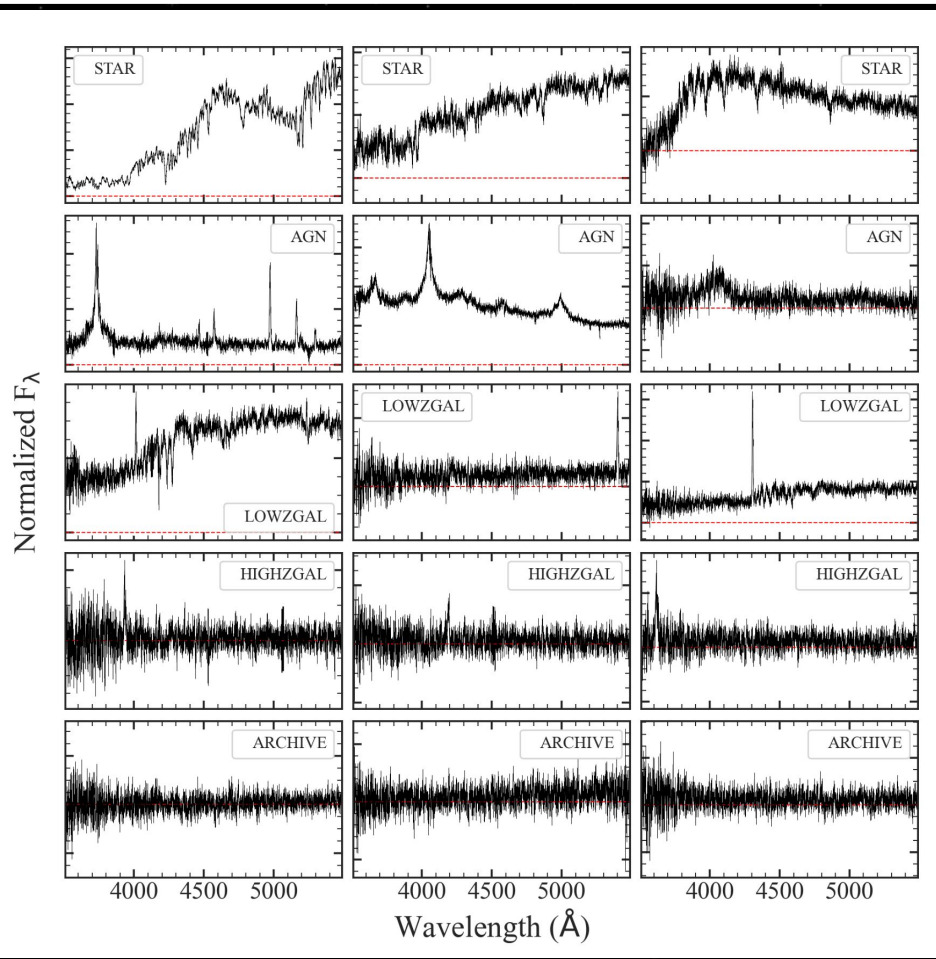 STAR STAR STAR
AGN AGN AGN
LOWZGAL LOWZGAL LOWZGAL
HIGHZGAL HIGHZGAL HIGHZGAL
ARCHIVE ARCHIVE ARCHIVE
4000 4500 5000 4000 4500 5000 4000 4500 5000
Wavelength (Å)
Normalized Fλ